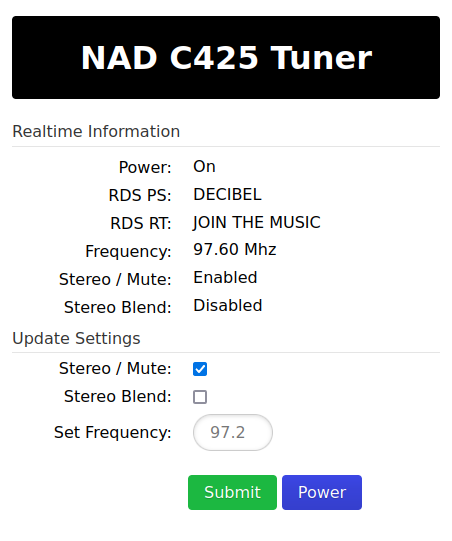 NAD C425 Tuner
Realtime Information
Power: On
RDS PS: DECIBEL
RDS RT: JOIN THE MUSIC
Frequency: 97.60 Mhz
Stereo / Mute: Enabled
Stereo Blend: Disabled
Update Settings
Stereo / Mute:
Stereo Blend:
Set Frequency: 97.2
Submit Power